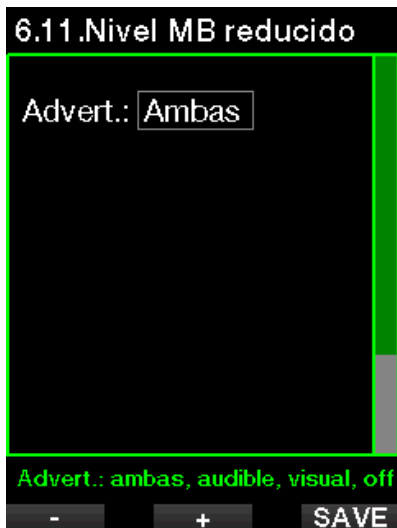 6.11.Nivel MB reducido
Advert.: Ambas
Advert.: ambas, audible, visual, off
- + SAVE